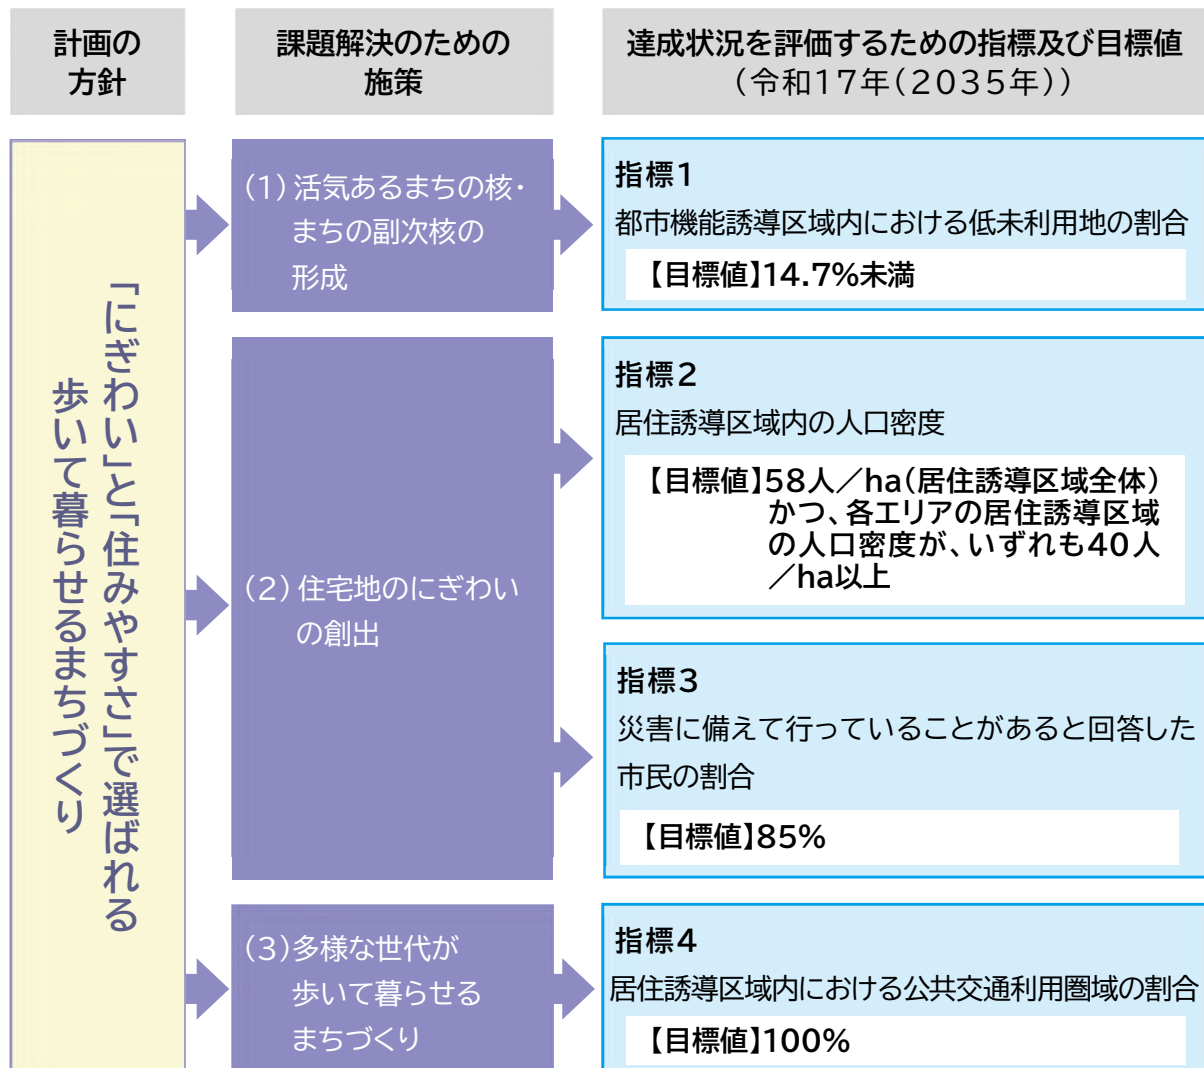 計画の
方針
課題解決のための
施策
達成状況を評価するための指標及び目標値
(令和17年(2035年))
「にぎわい」と「住みやすさ」で選ばれる
歩いて暮らせるまちづくり
(1)活気あるまちの核・
まちの副次核の
形成
指標1
都市機能誘導区域内における低未利用地の割合
【目標値】14.7%未満
(2)住宅地のにぎわい
の創出
指標2
居住誘導区域内の人口密度
【目標値】58人/ha(居住誘導区域全体)
かつ、各エリアの居住誘導区域
の人口密度が、いずれも40人
/ha以上
指標3
災害に備えて行っていることがあると回答した
市民の割合
【目標値】85%
(3)多様な世代が
歩いて暮らせる
まちづくり
指標4
居住誘導区域内における公共交通利用圏域の割合
【目標値】100%